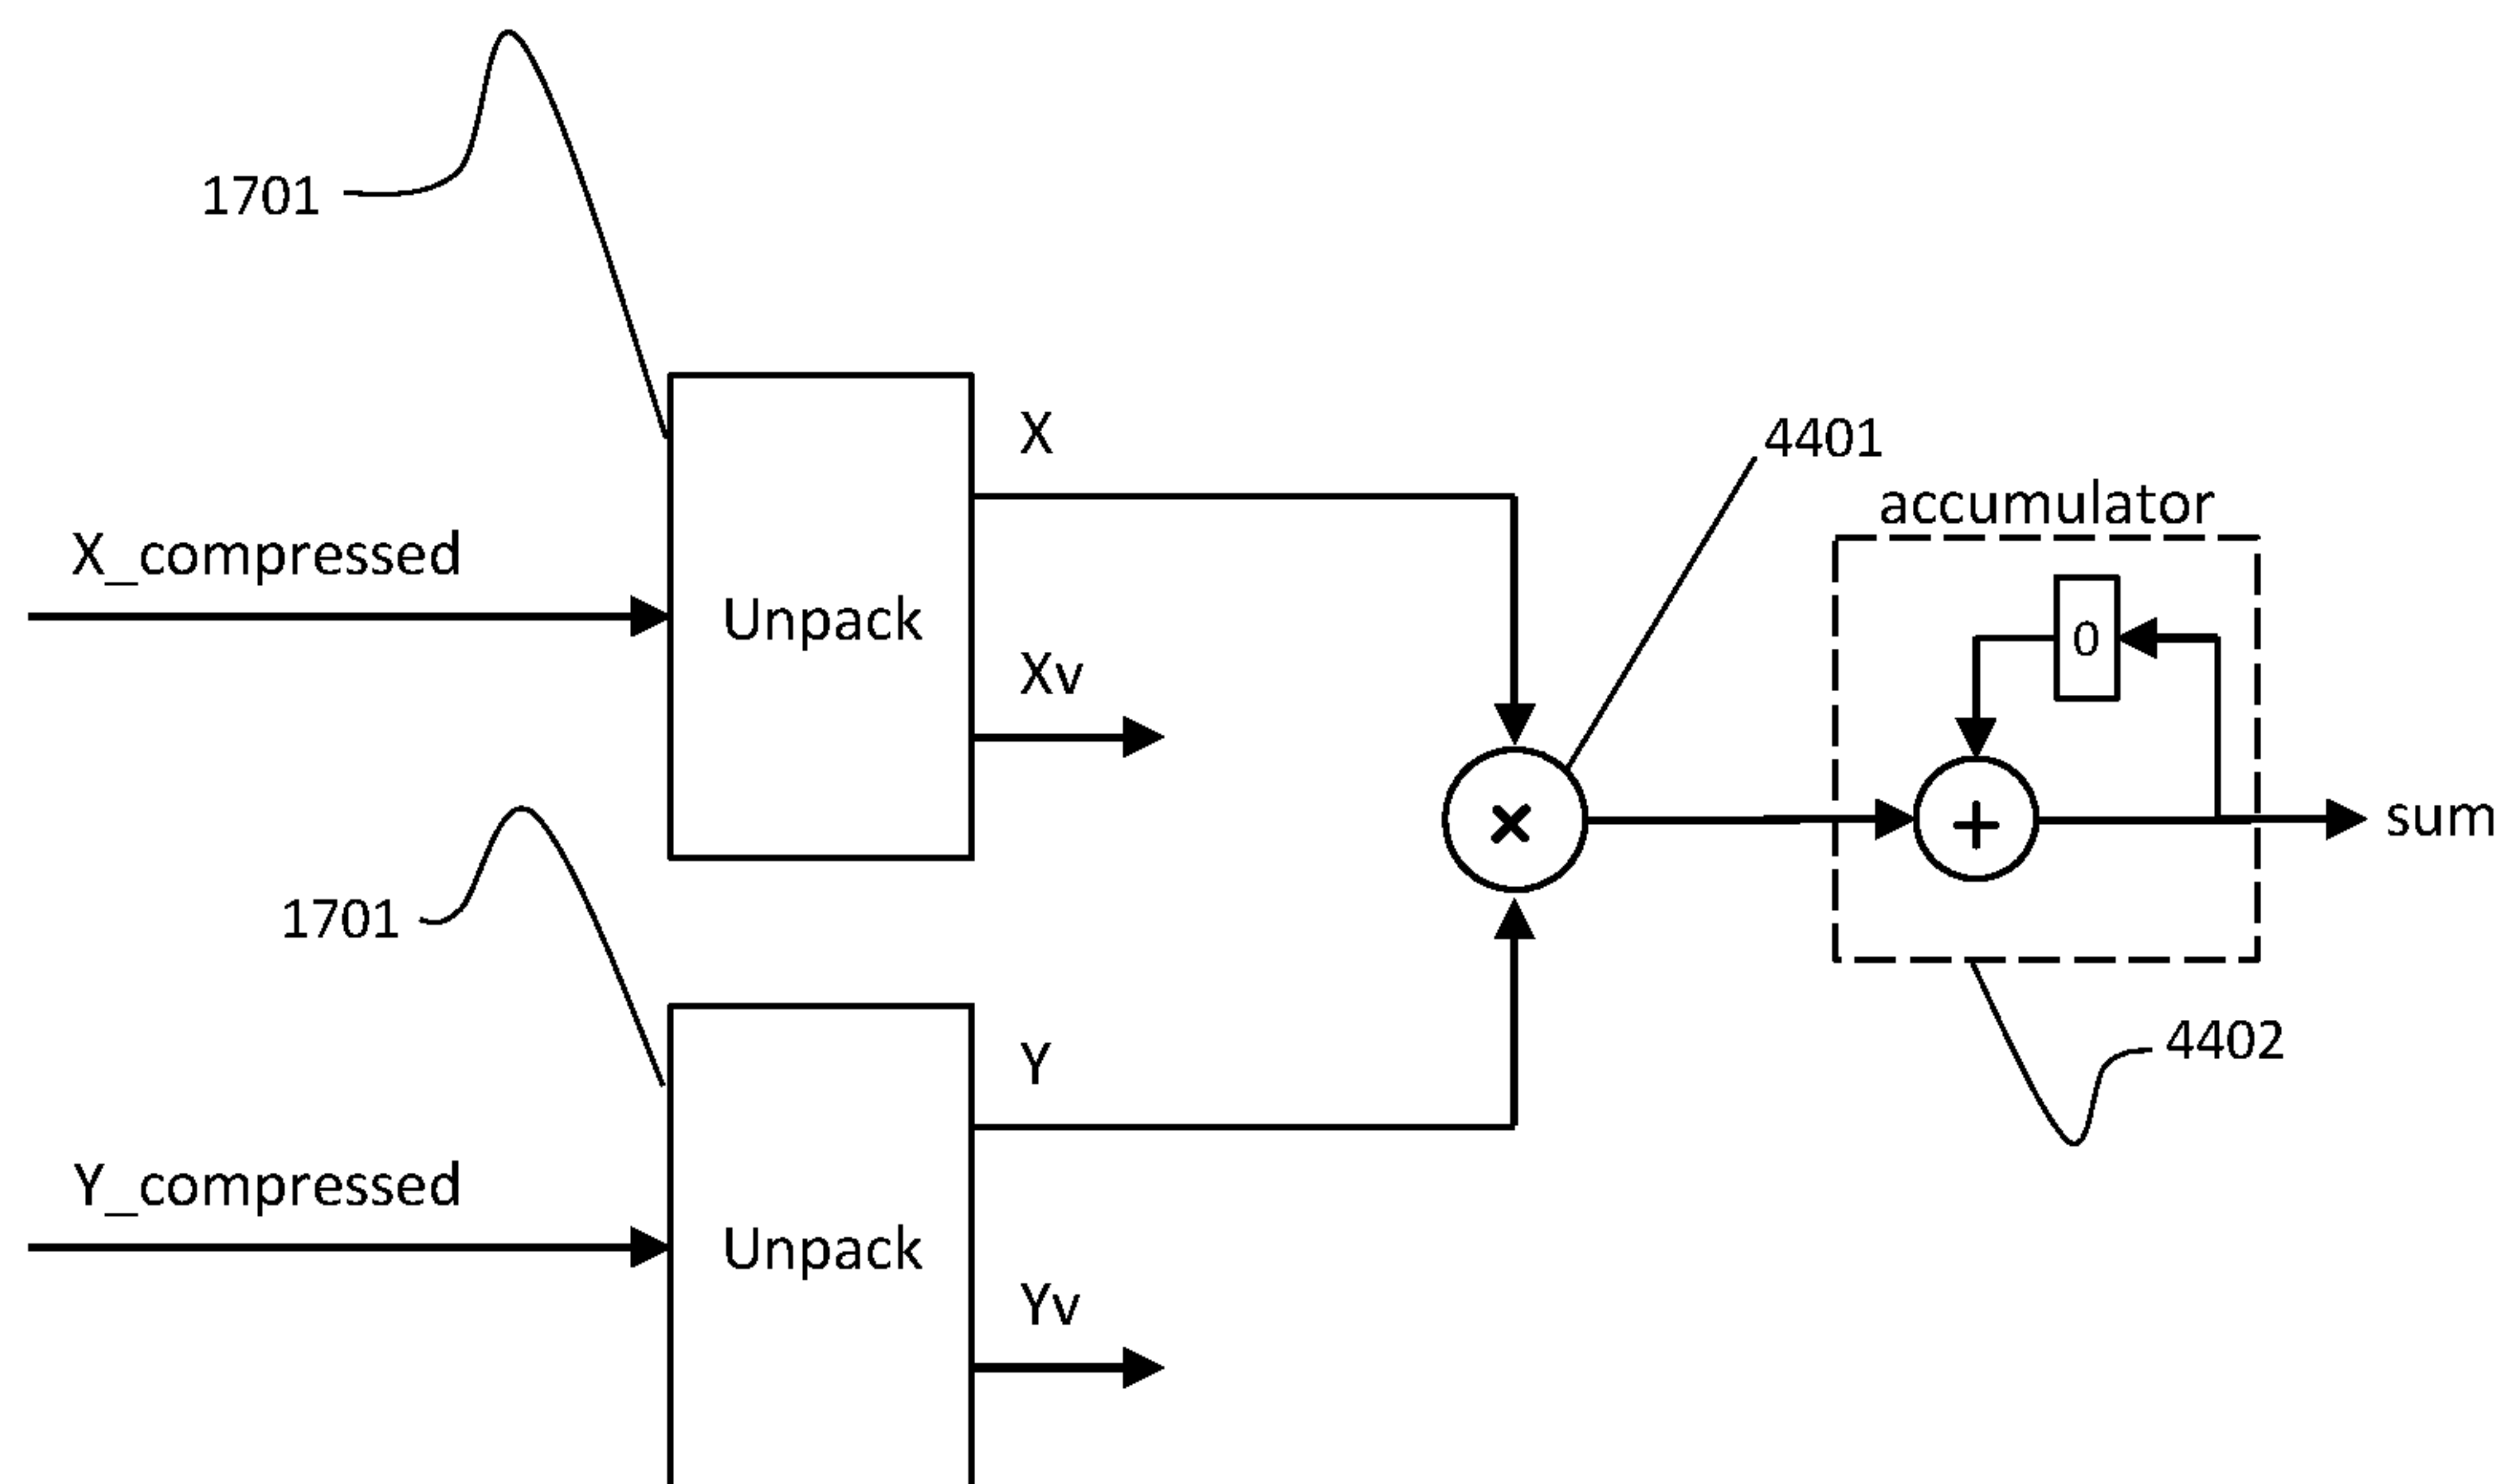 1701
X
4401
accumulator
X_compressed
Unpack
0
Xv
×
+
sum
1701
Y
4402
Y_compressed
Unpack
Yv